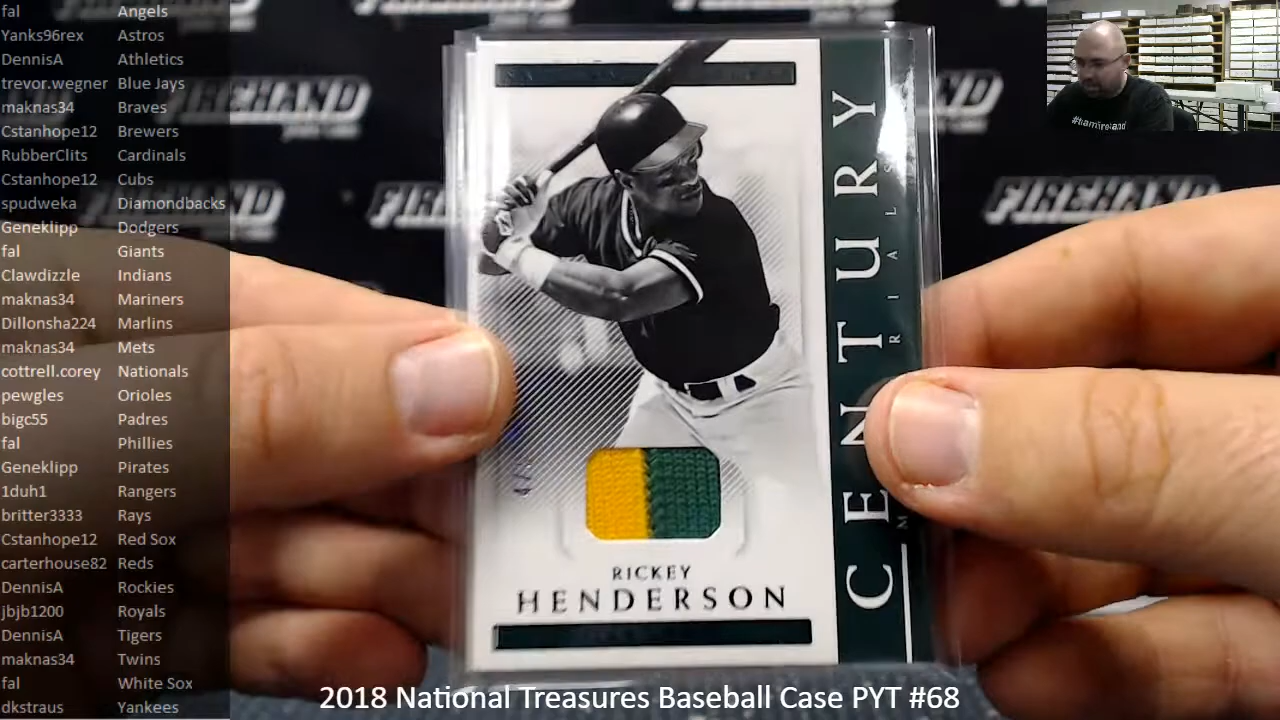 fal Angels
Yanks96rex Astros
DennisA Athletics
trevor.wegner Blue Jays
maknas34 Braves
Cstanhope12 Brewers
RubberClits Cardinals
Cstanhope12 Cubs
spudweka Diamondbacks
Geneklipp Dodgers
fal Giants
Clawdizzle Indians
maknas34 Mariners
Dillonsha224 Marlins
maknas34 Mets
cottrell.corey Nationals
pewgles Orioles
bigc55 Padres
fal Phillies
Geneklipp Pirates
1duh1 Rangers
britter3333 Rays
Cstanhope12 Red Sox
carterhouse82 Reds
DennisA Rockies
jbjb1200 Royals
DennisA Tigers
maknas34 Twins
fal White Sox
dkstraus Yankees
FIREHAND
FIREHAND
FIREHAND
CENTURY
RICKEY
HENDERSON
2018 National Treasures Baseball Case PYT #68